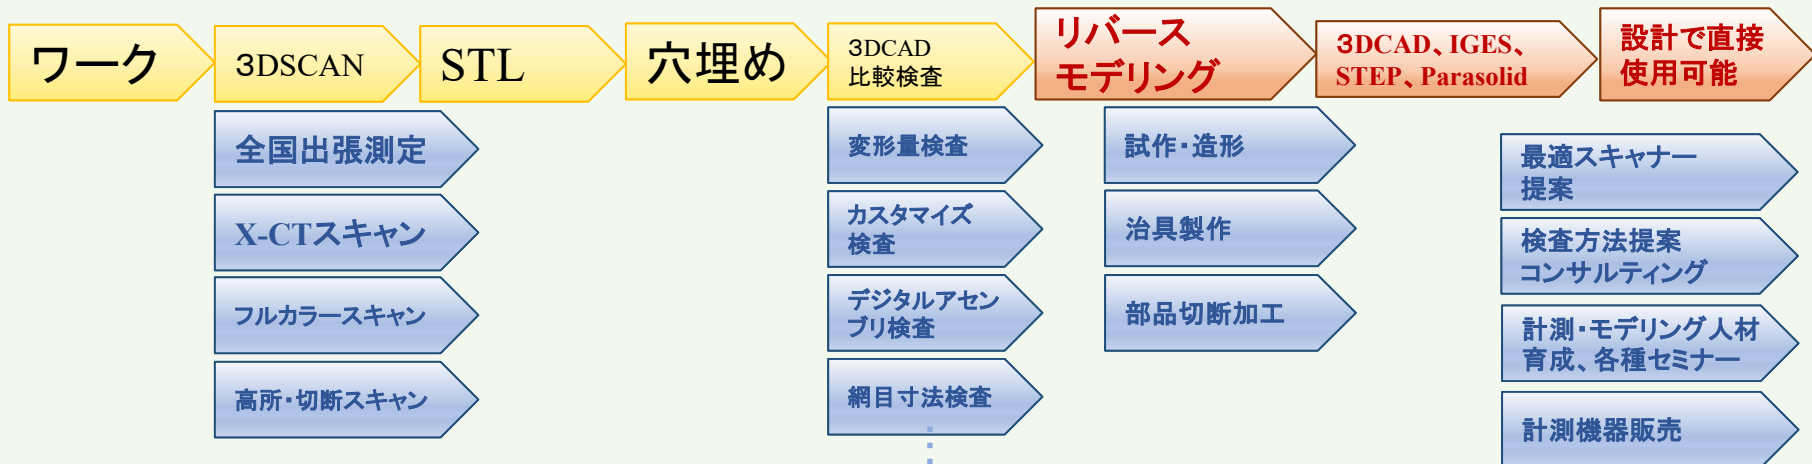 ワーク
3DSCAN
STL
穴埋め
3DCAD
比較検査
リバース
モデリング
3DCAD、IGES、
STEP、Parasolid
設計で直接
使用可能
全国出張測定
X-CTスキャン
フルカラースキャン
高所・切断スキャン
変形量検査
カスタマイズ
検査
デジタルアセン
ブリ検査
網目寸法検査
試作・造形
治具製作
部品切断加工
最適スキャナー
提案
検査方法提案
コンサルティング
計測・モデリング人材
育成、各種セミナー
計測機器販売